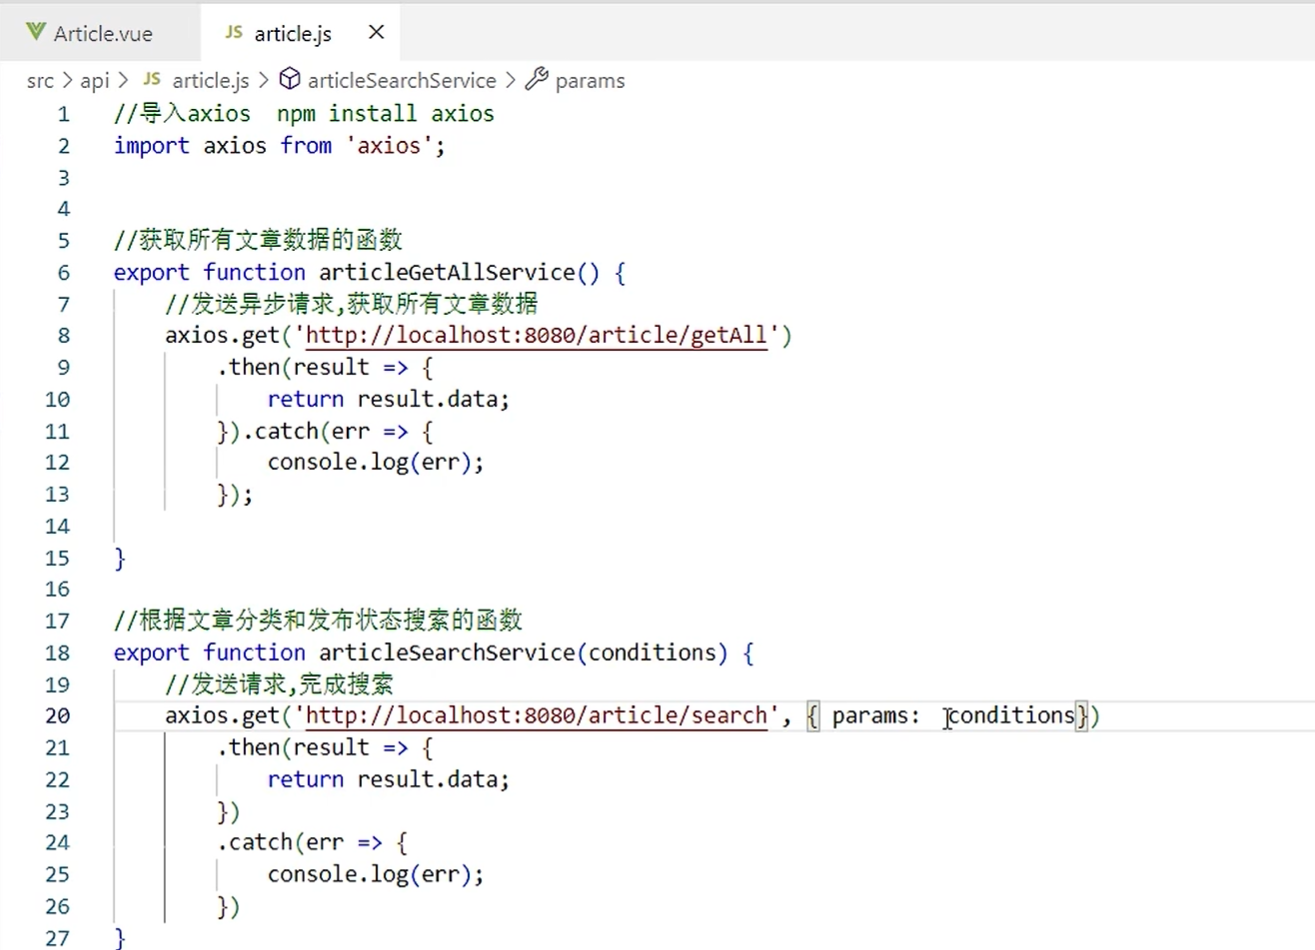 Article.vue
JS article.js ×
src > api > JS article.js > articleSearchService > params
1 //导入axios  npm install axios
2 import axios from 'axios';
3
4
5 //获取所有文章数据的函数
6 export function articleGetAllService() {
7     //发送异步请求,获取所有文章数据
8     axios.get('http://localhost:8080/article/getAll')
9         .then(result => {
10             return result.data;
11         }).catch(err => {
12             console.log(err);
13         });
14
15 }
16
17 //根据文章分类和发布状态搜索的函数
18 export function articleSearchService(conditions) {
19     //发送请求,完成搜索
20     axios.get('http://localhost:8080/article/search', { params:  conditions})
21         .then(result => {
22             return result.data;
23         })
24         .catch(err => {
25             console.log(err);
26         })
27 }